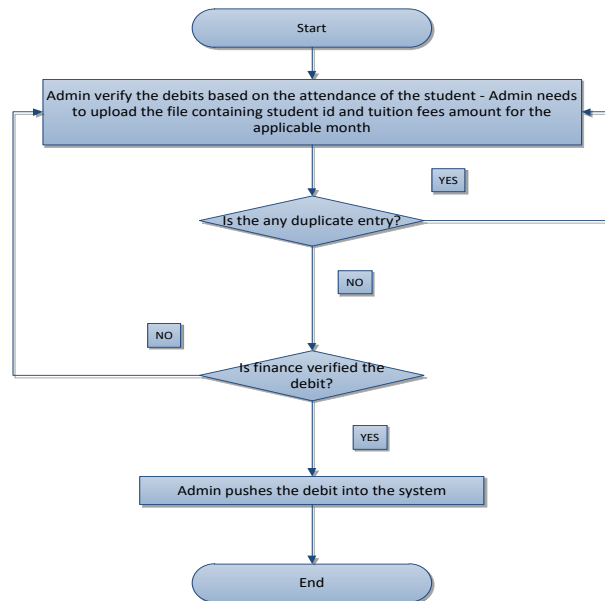 Start
Admin verify the debits based on the attendance of the student - Admin needs
to upload the file containing student id and tuition fees amount for the
applicable month
YES
Is the any duplicate entry?
NO
NO
Is finance verified the
debit?
YES
Admin pushes the debit into the system
End